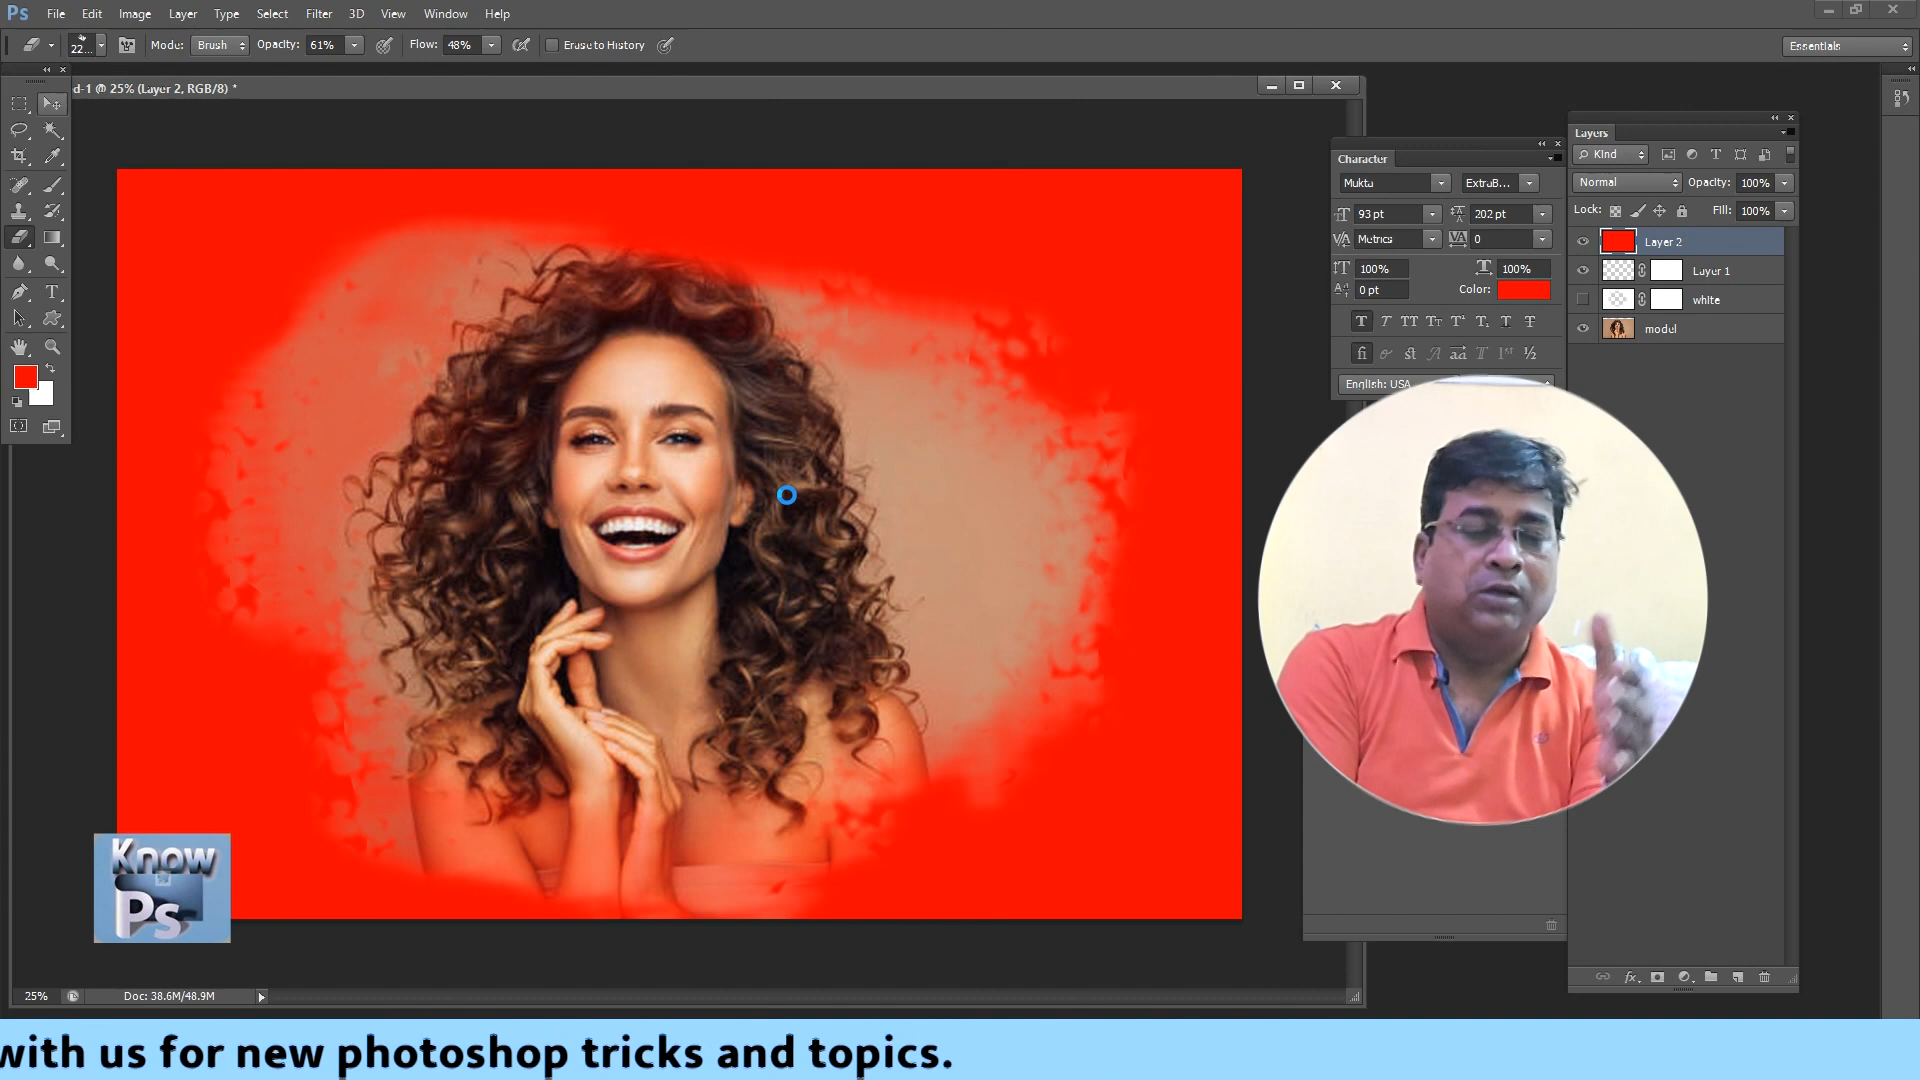 Ps File Edit Image Layer Type Select Filter 3D View Window Help
22... Mode: Brush Opacity: 61% Flow: 48% Erase to History Essentials
d-1 @ 25% (Layer 2, RGB/8) *
Character
Mukta ExtraB...
93 pt 202 pt
Metrics 0
100% 100%
0 pt Color:
English: USA
Layers
Kind
Normal Opacity: 100%
Lock: Fill: 100%
Layer 2
Layer 1
white
model
Know
Ps
25% Doc: 38.6M/48.9M
with us for new photoshop tricks and topics.